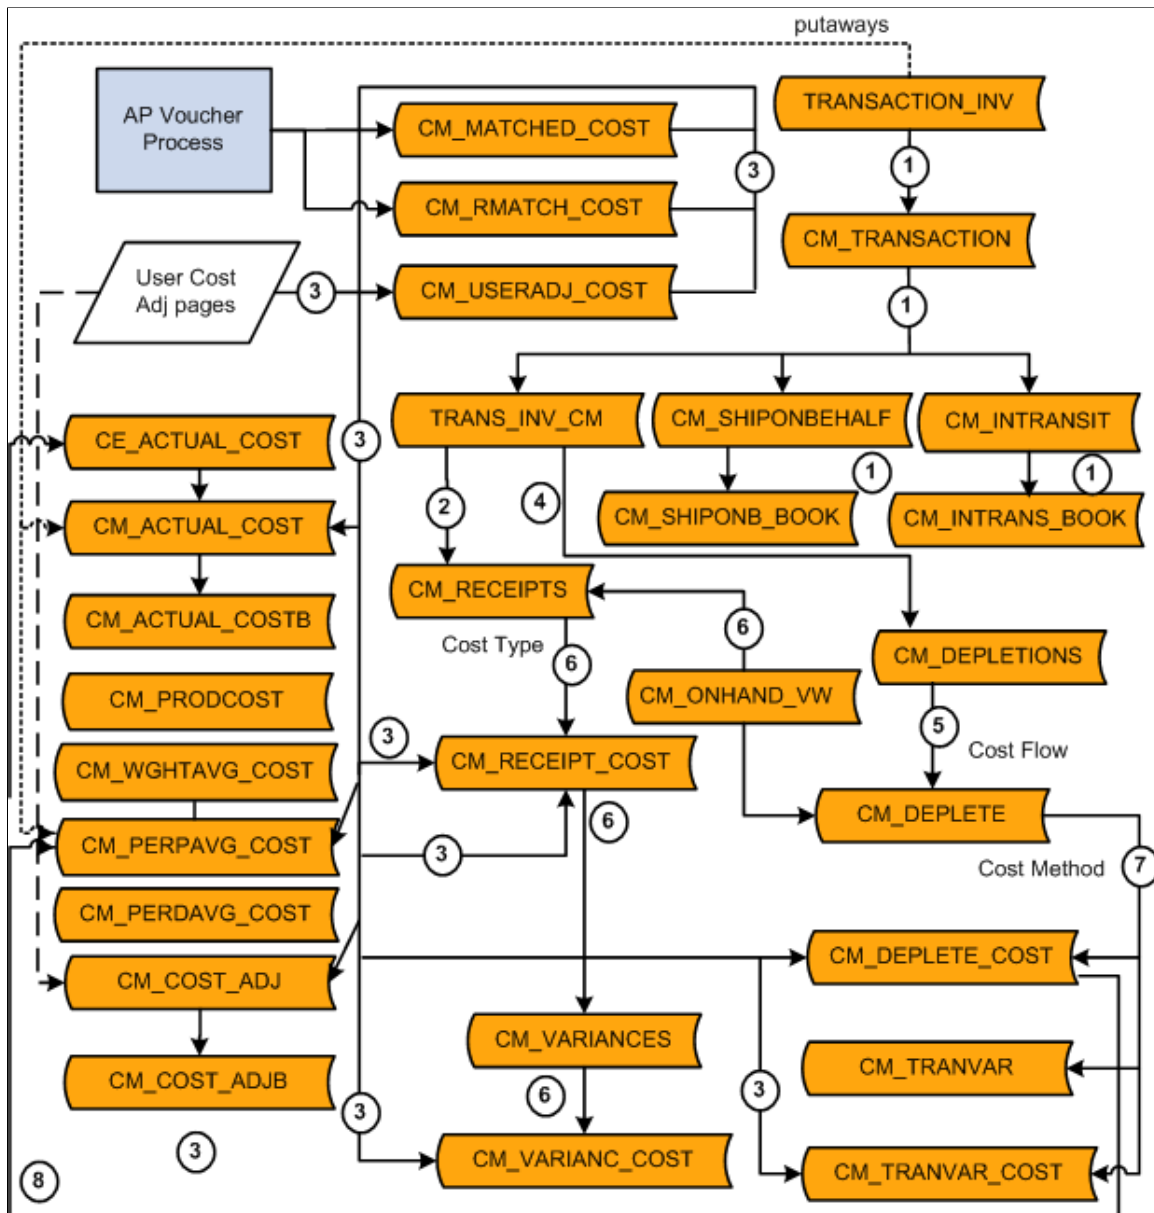 putaways
AP Voucher
Process
CM_MATCHED_COST
TRANSACTION_INV
1
3
CM_RMATCH_COST
CM_TRANSACTION
User Cost
Adj pages
3
CM_USERADJ_COST
1
TRANS_INV_CM
CM_SHIPONBEHALF
CM_INTRANSIT
CE_ACTUAL_COST
3
1
1
2
4
CM_ACTUAL_COST
CM_SHIPONB_BOOK
CM_INTRANS_BOOK
CM_RECEIPTS
CM_ACTUAL_COSTB
6
Cost Type
6
CM_DEPLETIONS
CM_PRODCOST
CM_ONHAND_VW
5
3
Cost Flow
CM_WGHTAVG_COST
CM_RECEIPT_COST
6
CM_DEPLETE
CM_PERPAVG_COST
3
Cost Method
7
CM_PERDAVG_COST
CM_DEPLETE_COST
CM_COST_ADJ
CM_VARIANCES
CM_TRANVAR
CM_COST_ADJB
6
3
3
3
CM_VARIANC_COST
CM_TRANVAR_COST
8